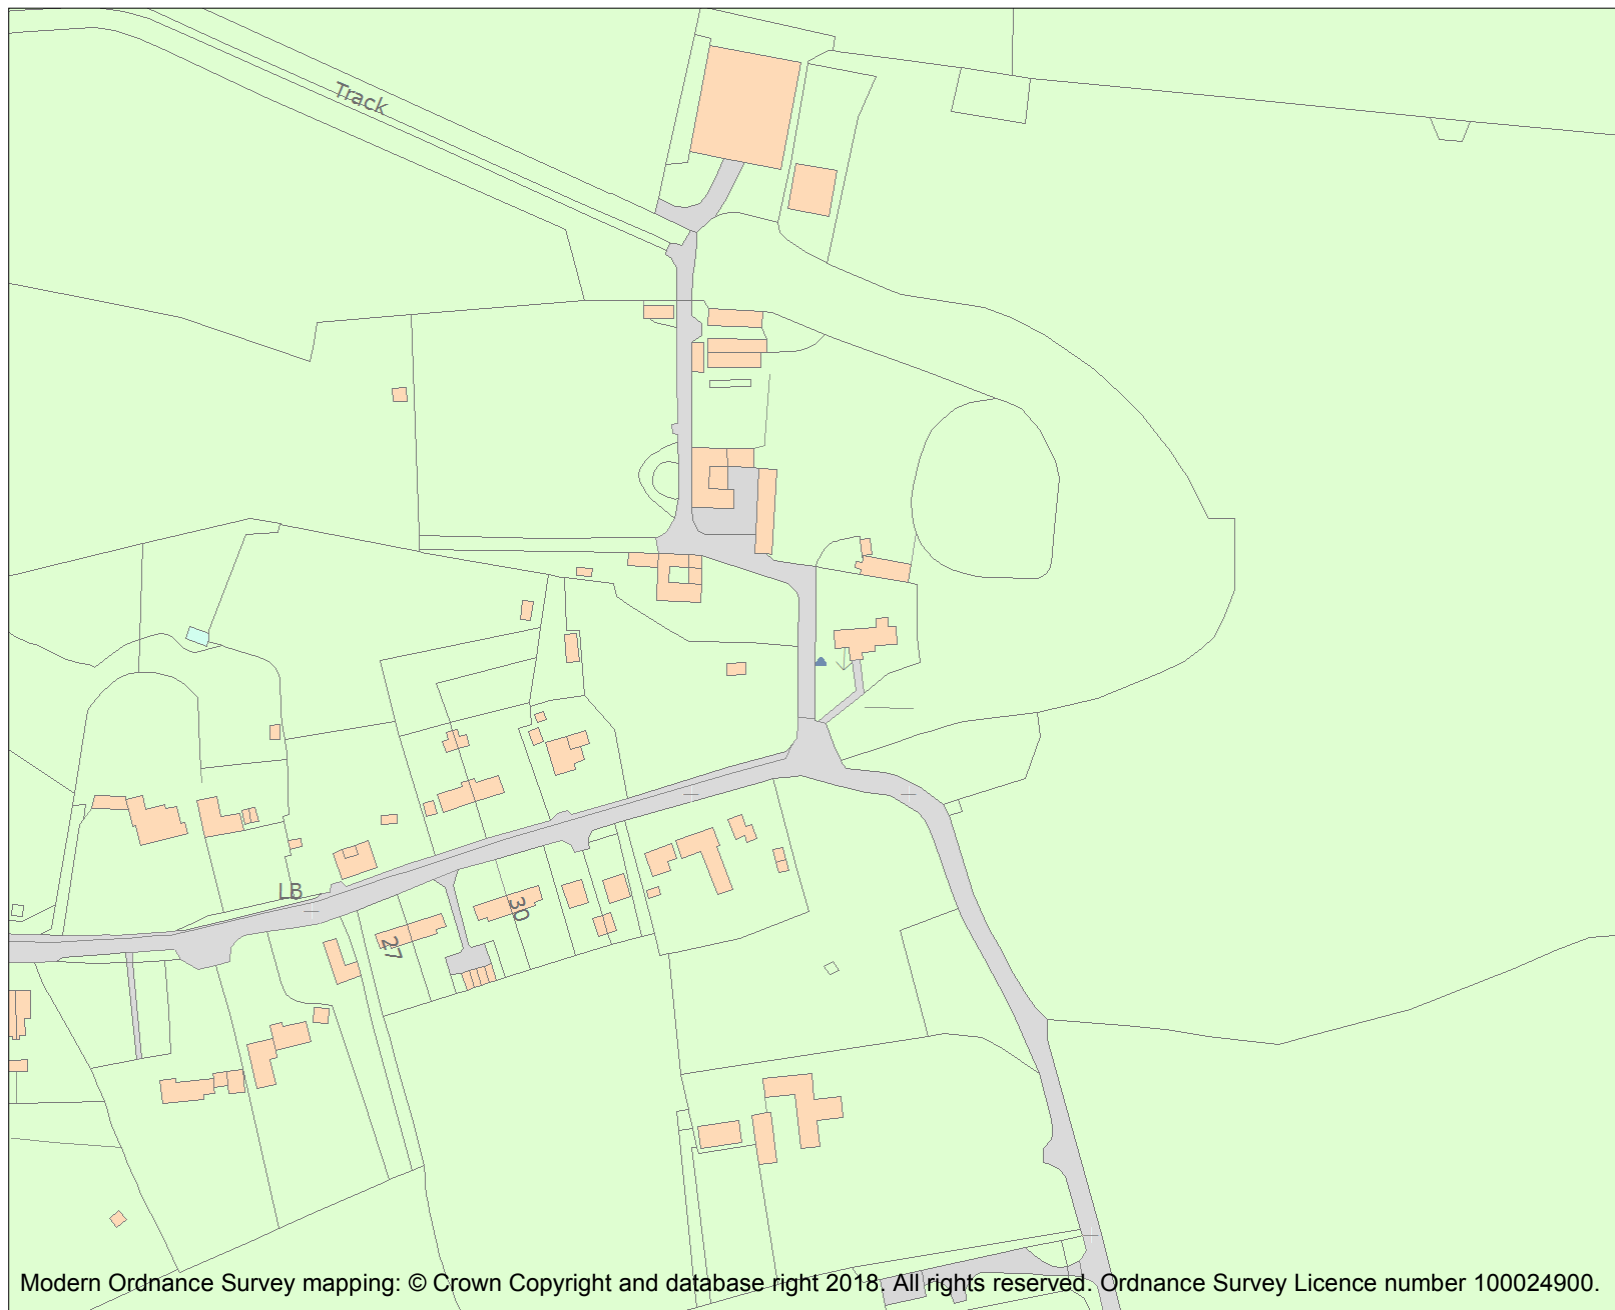 Track
LB
30
27
Modern Ordnance Survey mapping: © Crown Copyright and database right 2018. All rights reserved. Ordnance Survey Licence number 100024900.